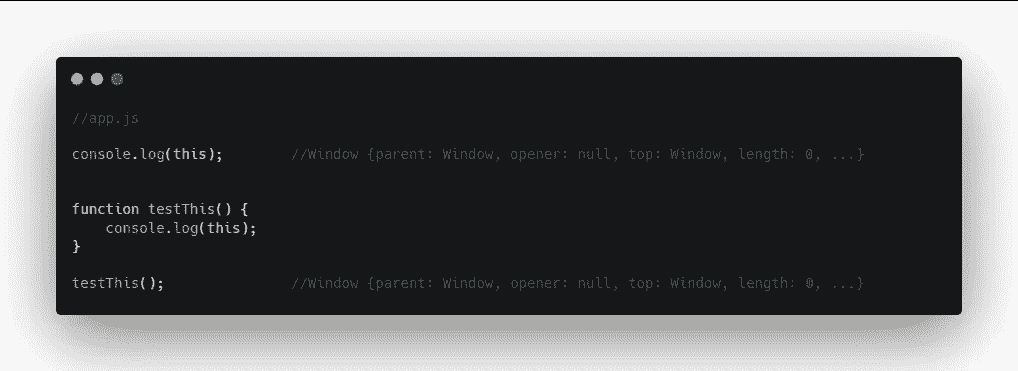 //app.js
console.log(this);        //Window {parent: Window, opener: null, top: Window, length: 0, ...}
function testThis() {
    console.log(this);
}
testThis();               //Window {parent: Window, opener: null, top: Window, length: 0, ...}